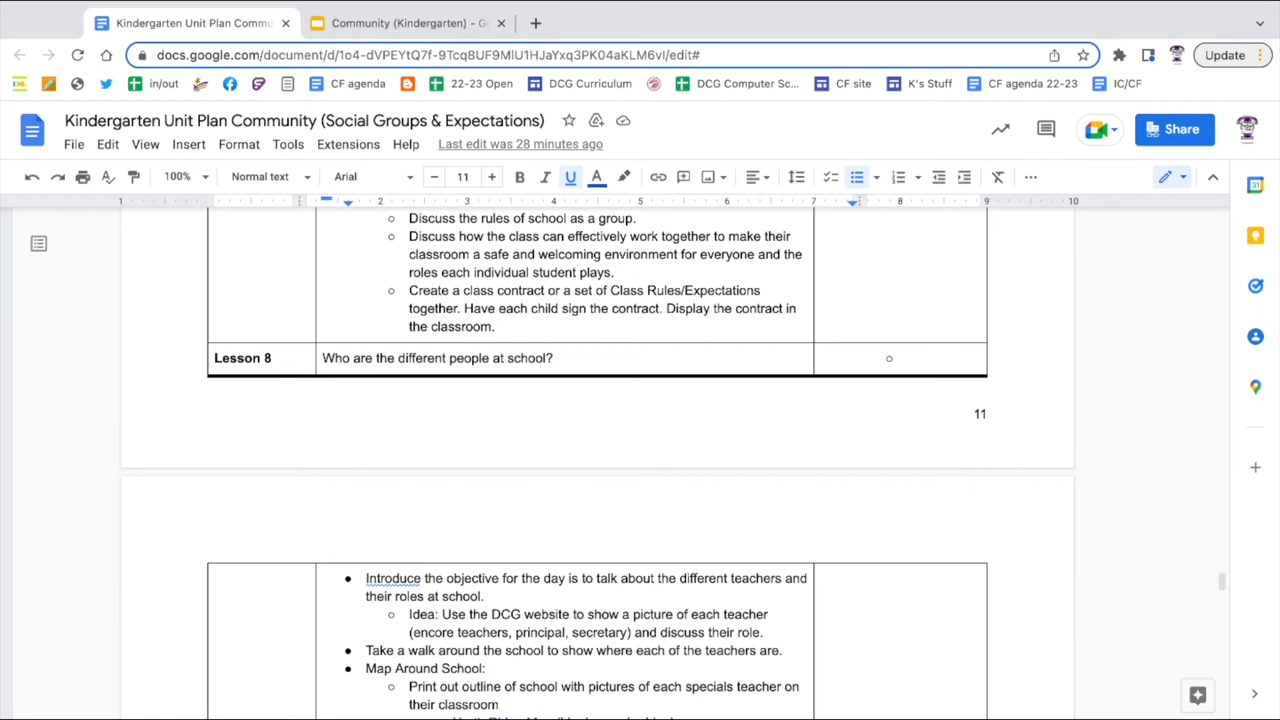 Kindergarten Unit Plan Commu
Community (Kindergarten) - G
docs.google.com/document/d/1o4-dVPEYtQ7f-9Tcq8UF9MlU1HJaYxq3PK04aKLM6vI/edit#
Update
in/out
CF agenda
22-23 Open
DCG Curriculum
DCG Computer Sc...
CF site
K's Stuff
CF agenda 22-23
IC/CF
Kindergarten Unit Plan Community (Social Groups & Expectations)
File Edit View Insert Format Tools Extensions Help Last edit was 28 minutes ago
Share
100% Normal text Arial 11
1 2 3 4 5 6 7 8 9 10
○ Discuss the rules of school as a group.
○ Discuss how the class can effectively work together to make their
classroom a safe and welcoming environment for everyone and the
roles each individual student plays.
○ Create a class contract or a set of Class Rules/Expectations
together. Have each child sign the contract. Display the contract in
the classroom.
Lesson 8 Who are the different people at school? ○
11
● Introduce the objective for the day is to talk about the different teachers and
their roles at school.
○ Idea: Use the DCG website to show a picture of each teacher
(encore teachers, principal, secretary) and discuss their role.
● Take a walk around the school to show where each of the teachers are.
● Map Around School:
○ Print out outline of school with pictures of each specials teacher on
their classroom